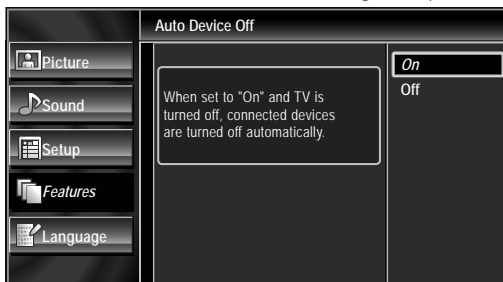 Auto Device Off
Picture
Sound
Setup
Features
Language
When set to "On" and TV is
turned off, connected devices
are turned off automatically.
On
Off